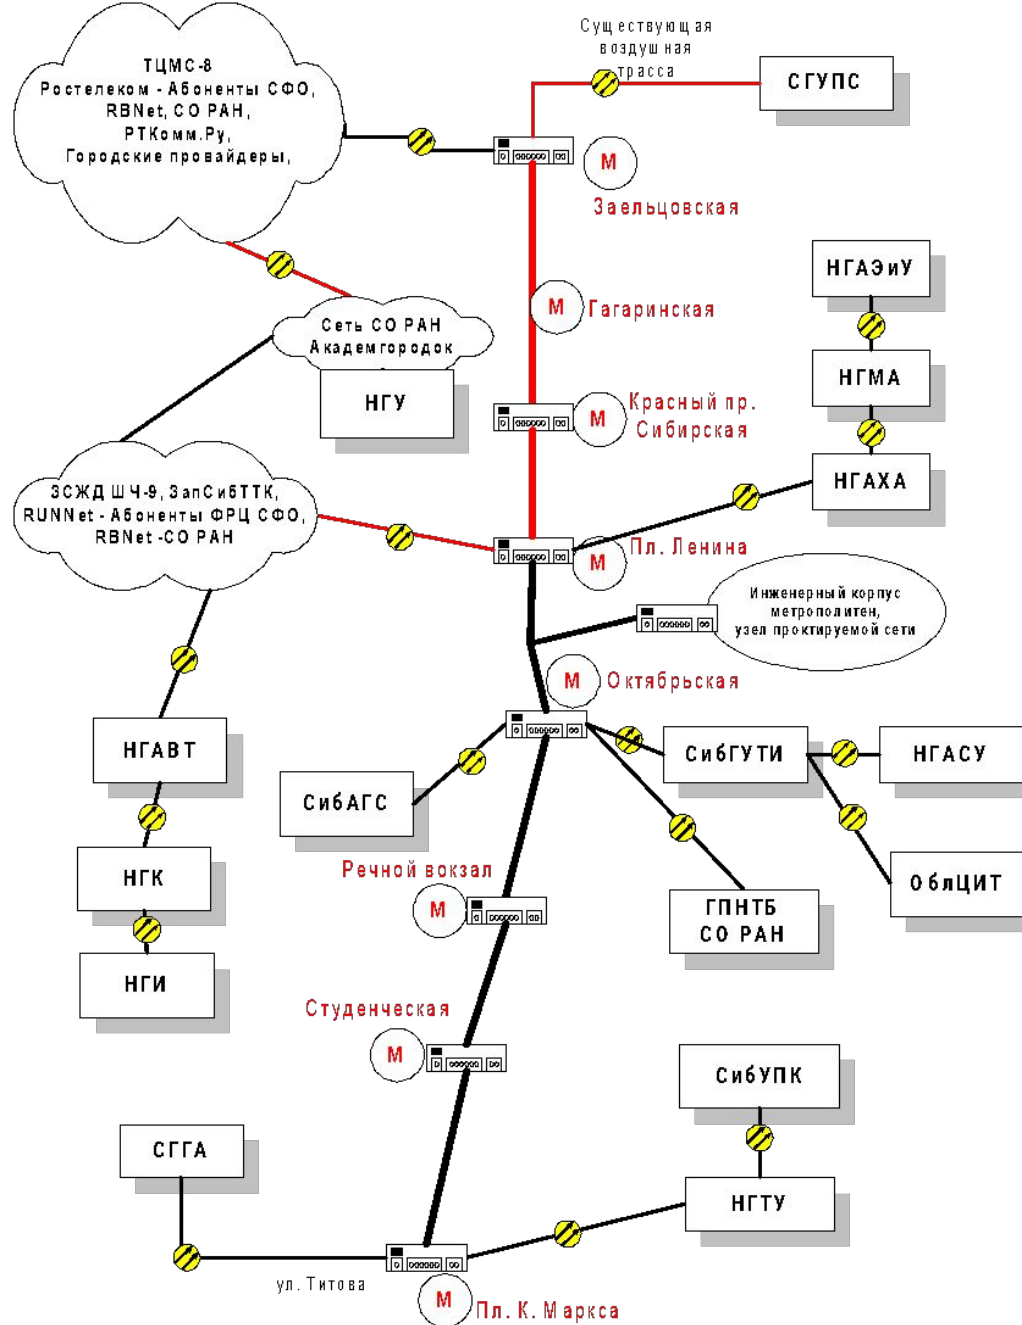 Существующая
воздушная
трасса
ТЦМС-8
Ростелеком - Абоненты СФО,
RBNet, СО РАН,
РТКомм.Ру,
Городские провайдеры,
СГУПС
М
Заельцовская
НГАЭиУ
М
Гагаринская
Сеть СО РАН
Академгородок
НГУ
НГМА
М
Красный пр.
Сибирская
НГАХА
ЗСЖД ШЧ-9, ЗапСибТТК,
RUNNet - Абоненты ФРЦ СФО,
RBNet -СО РАН
М
Пл. Ленина
Инженерный корпус
метрополитен,
узел проктируемой сети
М
Октябрьская
НГАВТ
СибГУТИ
НГАСУ
СибАГС
Речной вокзал
М
НГК
ОблЦИТ
ГПНТБ
СО РАН
НГИ
Студенческая
М
СибУПК
СГГА
НГТУ
ул. Титова
М
Пл. К. Маркса